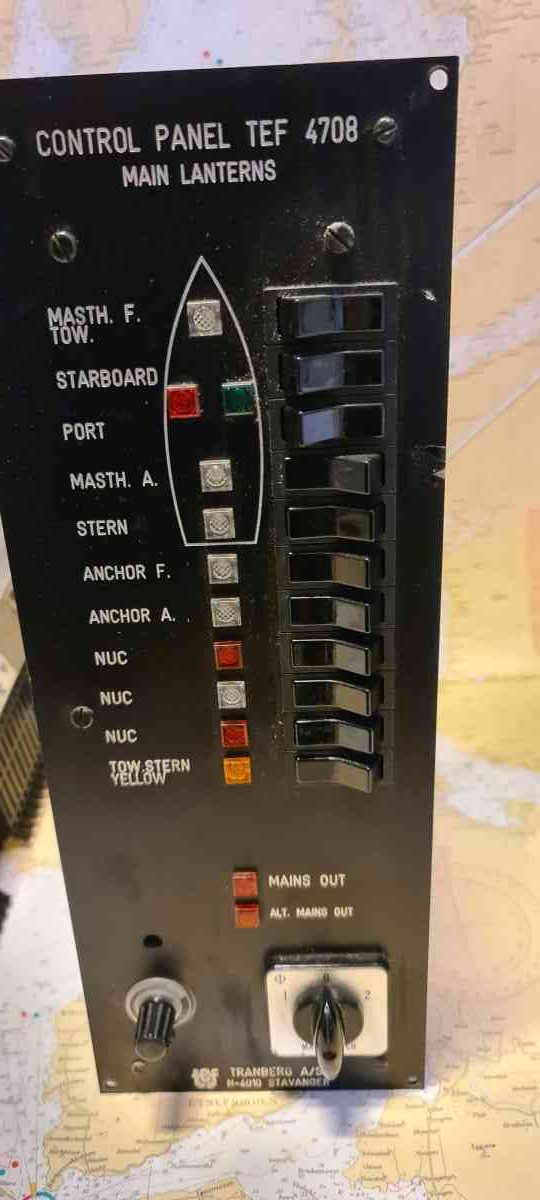 CONTROL PANEL TEF 4708
MAIN LANTERNS
MASTH. F.
TOW.
STARBOARD
PORT
MASTH. A.
STERN
ANCHOR F.
ANCHOR A.
NUC
NUC
NUC
TOW.STERN
YELLOW
MAINS OUT
ALT. MAINS OUT
1
2
TRANBERG A/S
N-4010 STAVANGER